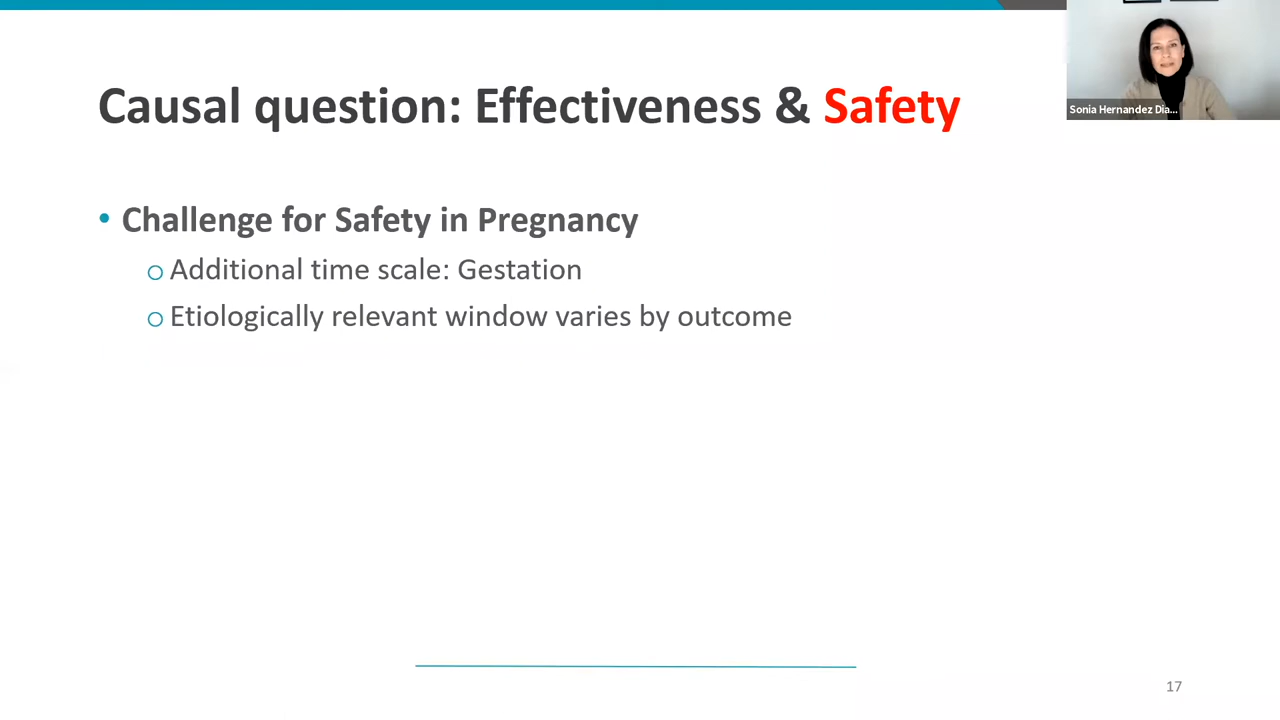 Causal question: Effectiveness & Safety
Sonia Hernandez Dia...
• Challenge for Safety in Pregnancy
o Additional time scale: Gestation
o Etiologically relevant window varies by outcome
17